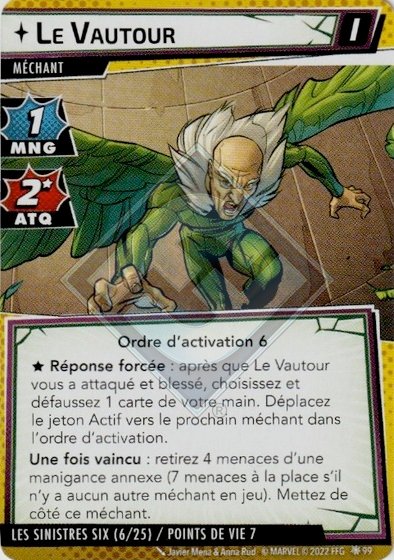 Le Vautour
I
MÉCHANT
1
MNG
2*
ATQ
Ordre d'activation 6
★ Réponse forcée : après que Le Vautour
vous a attaqué et blessé, choisissez et
défaussez 1 carte de votre main. Déplacez
le jeton Actif vers le prochain méchant dans
l'ordre d'activation.
Une fois vaincu : retirez 4 menaces d'une
manigance annexe (7 menaces à la place s'il
n'y a aucun autre méchant en jeu). Mettez de
côté ce méchant.
LES SINISTRES SIX (6/25) / POINTS DE VIE 7
Javier Mena & Anna Rud © MARVEL © 2022 FFG 99